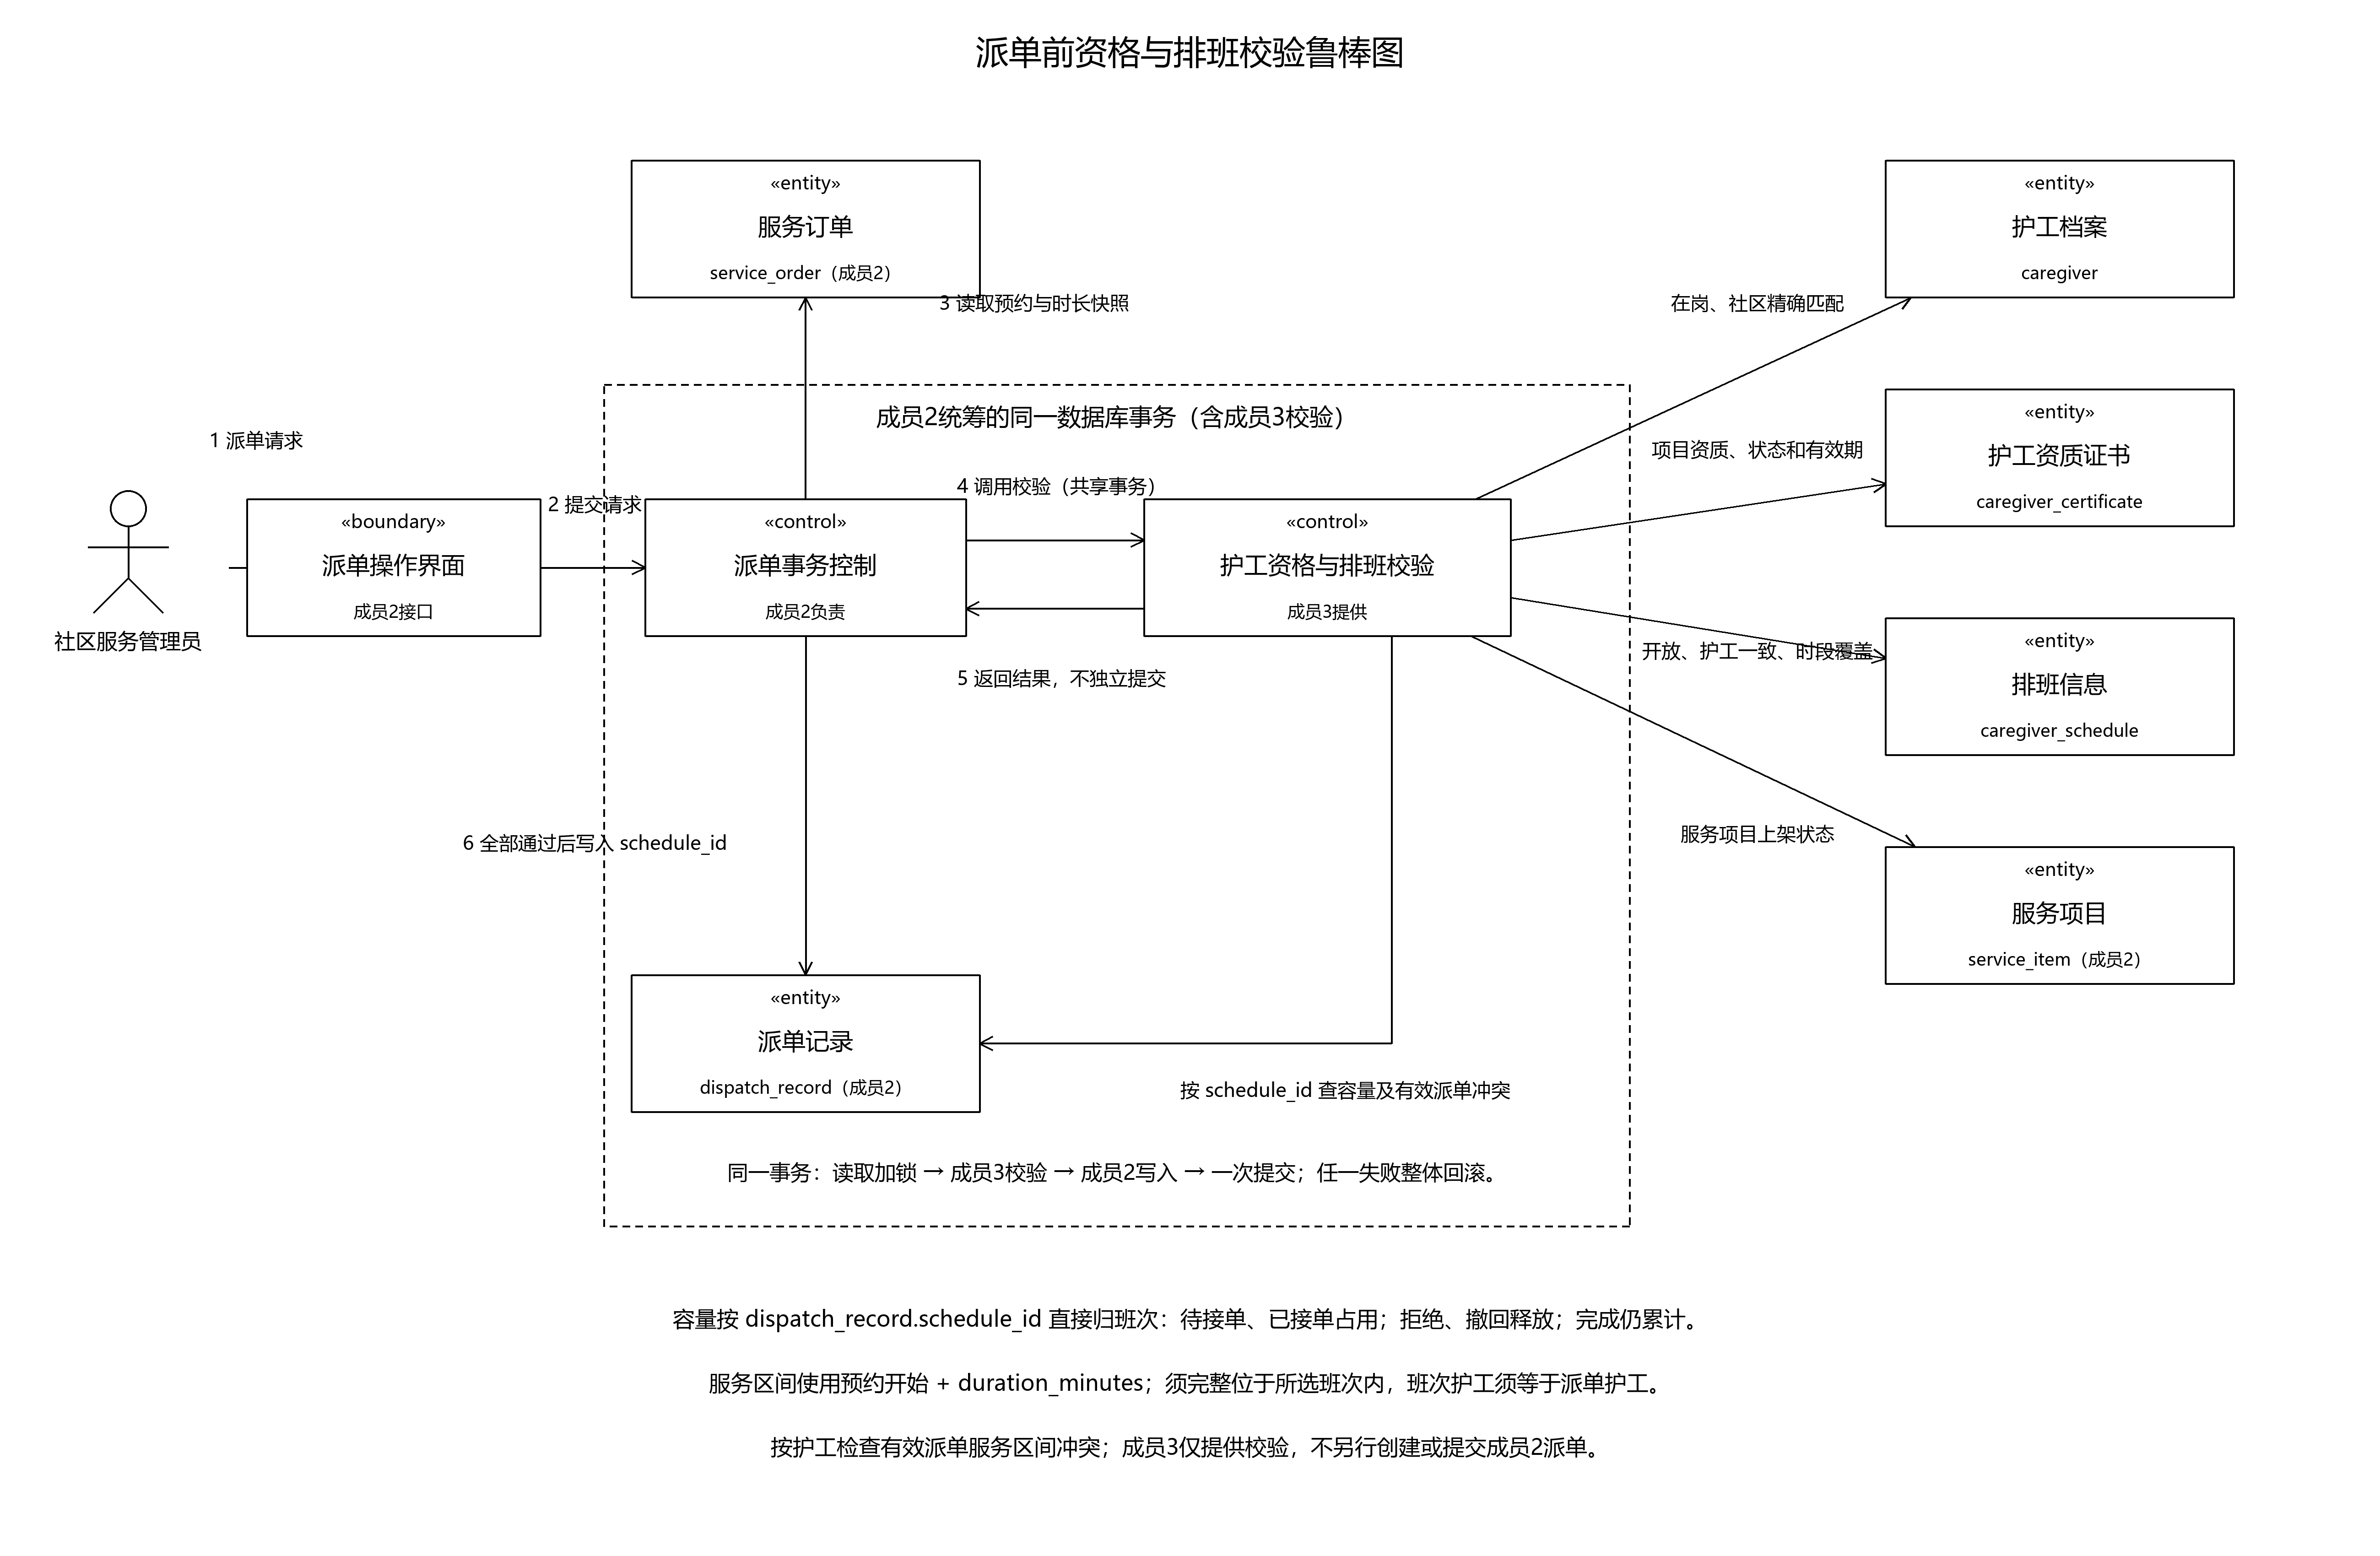 派单前资格与排班校验鲁棒图
«entity»
服务订单
service_order（成员2）
«entity»
护工档案
caregiver
3 读取预约与时长快照
在岗、社区精确匹配
成员2统筹的同一数据库事务（含成员3校验）
«entity»
护工资质证书
caregiver_certificate
1 派单请求
项目资质、状态和有效期
2 提交请求
4 调用校验（共享事务）
社区服务管理员
«boundary»
派单操作界面
成员2接口
«control»
派单事务控制
成员2负责
«control»
护工资格与排班校验
成员3提供
5 返回结果，不独立提交
开放、护工一致、时段覆盖
«entity»
排班信息
caregiver_schedule
6 全部通过后写入 schedule_id
服务项目上架状态
«entity»
服务项目
service_item（成员2）
«entity»
派单记录
dispatch_record（成员2）
按 schedule_id 查容量及有效派单冲突
同一事务：读取加锁 → 成员3校验 → 成员2写入 → 一次提交；任一失败整体回滚。
容量按 dispatch_record.schedule_id 直接归班次：待接单、已接单占用；拒绝、撤回释放；完成仍累计。
服务区间使用预约开始 + duration_minutes；须完整位于所选班次内，班次护工须等于派单护工。
按护工检查有效派单服务区间冲突；成员3仅提供校验，不另行创建或提交成员2派单。